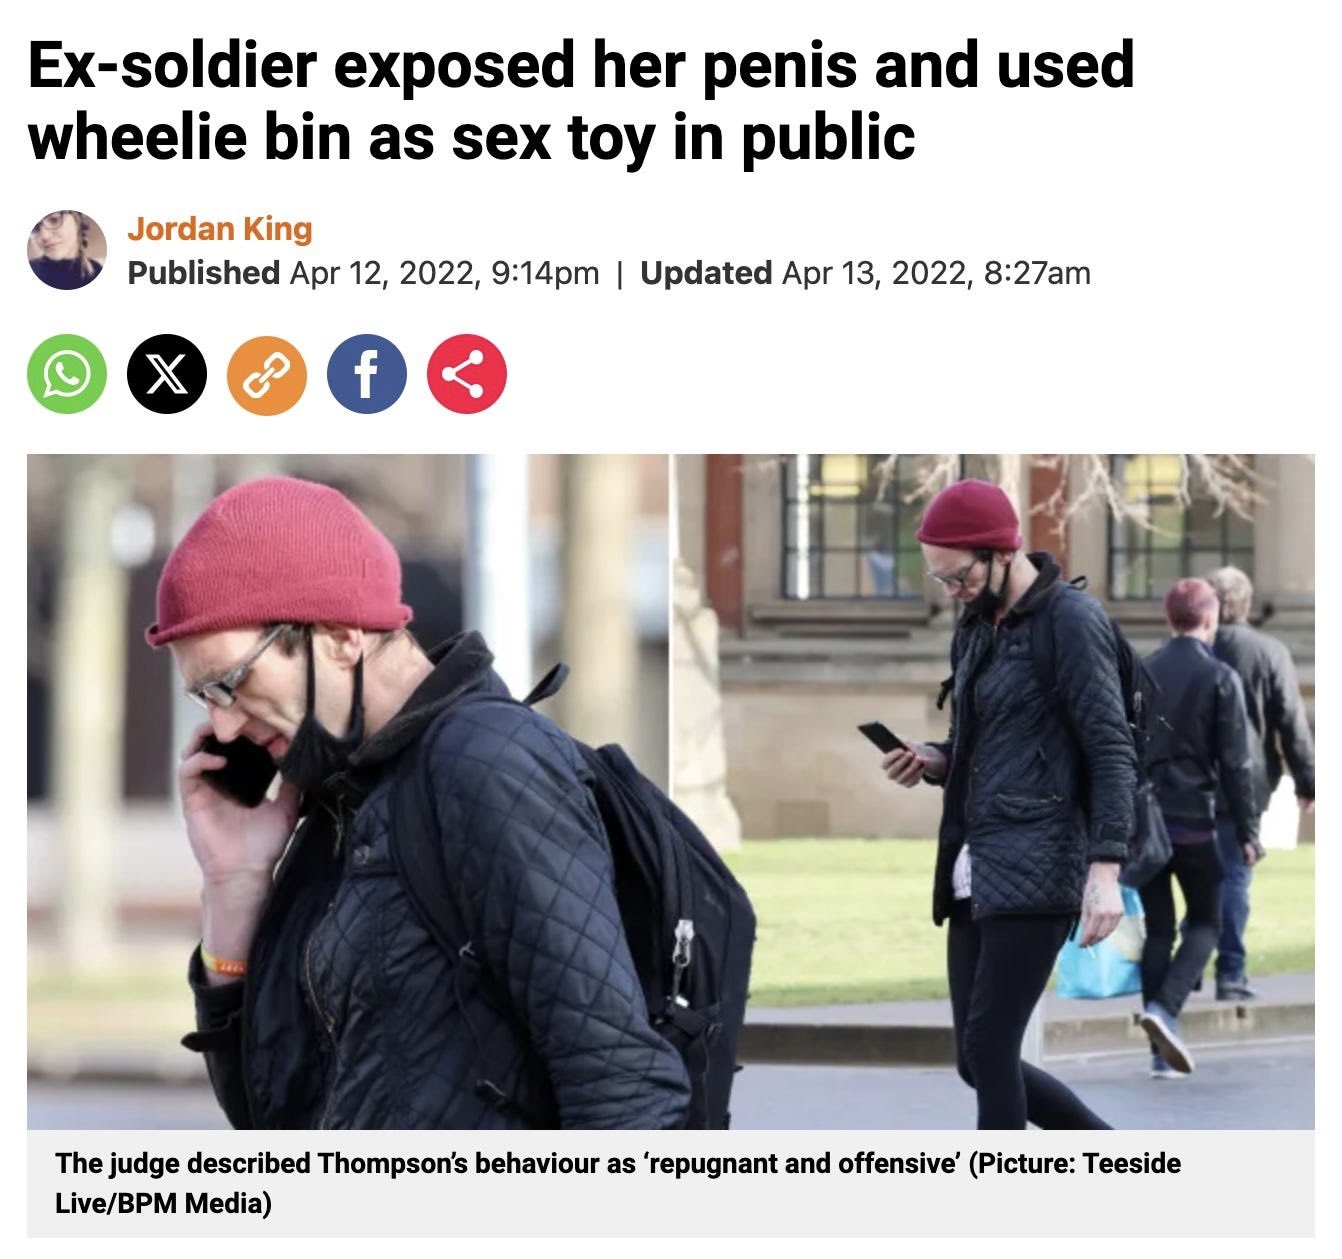 Ex-soldier exposed her penis and used
wheelie bin as sex toy in public
Jordan King
Published Apr 12, 2022, 9:14pm | Updated Apr 13, 2022, 8:27am
The judge described Thompson’s behaviour as ‘repugnant and offensive’ (Picture: Teeside
Live/BPM Media)